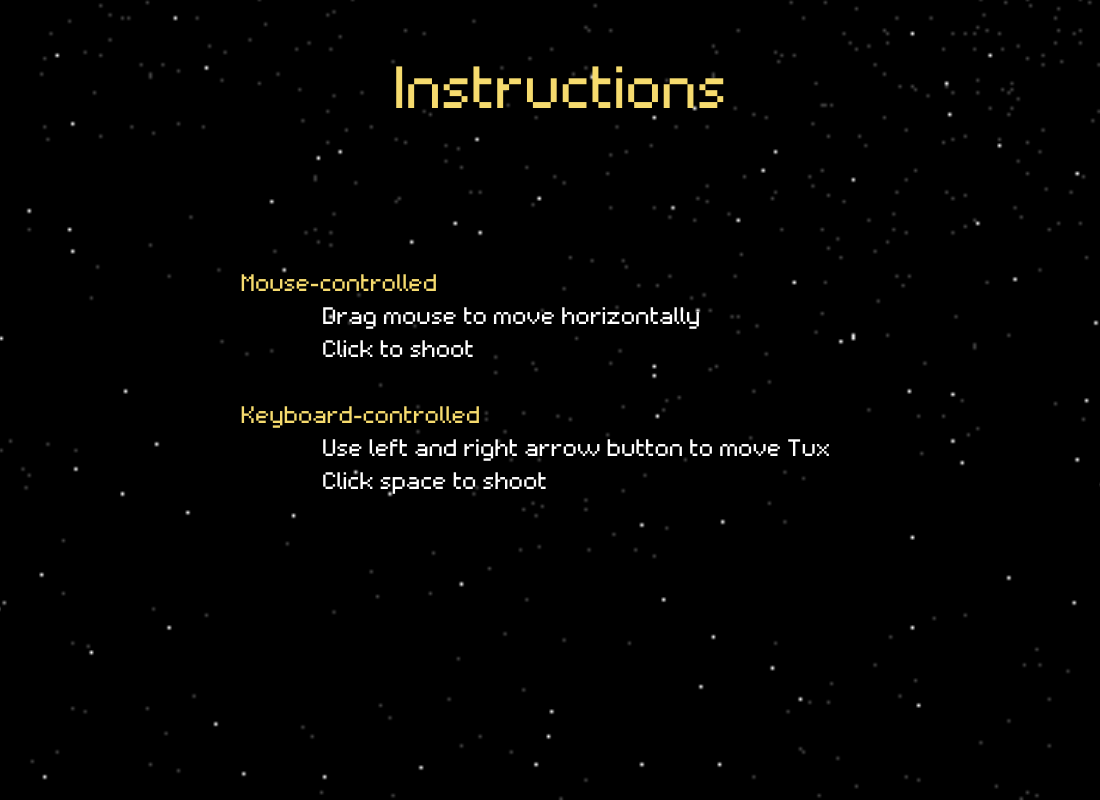 Instructions
Mouse-controlled
Drag mouse to move horizontally
Click to shoot
Keyboard-controlled
Use left and right arrow button to move Tux
Click space to shoot